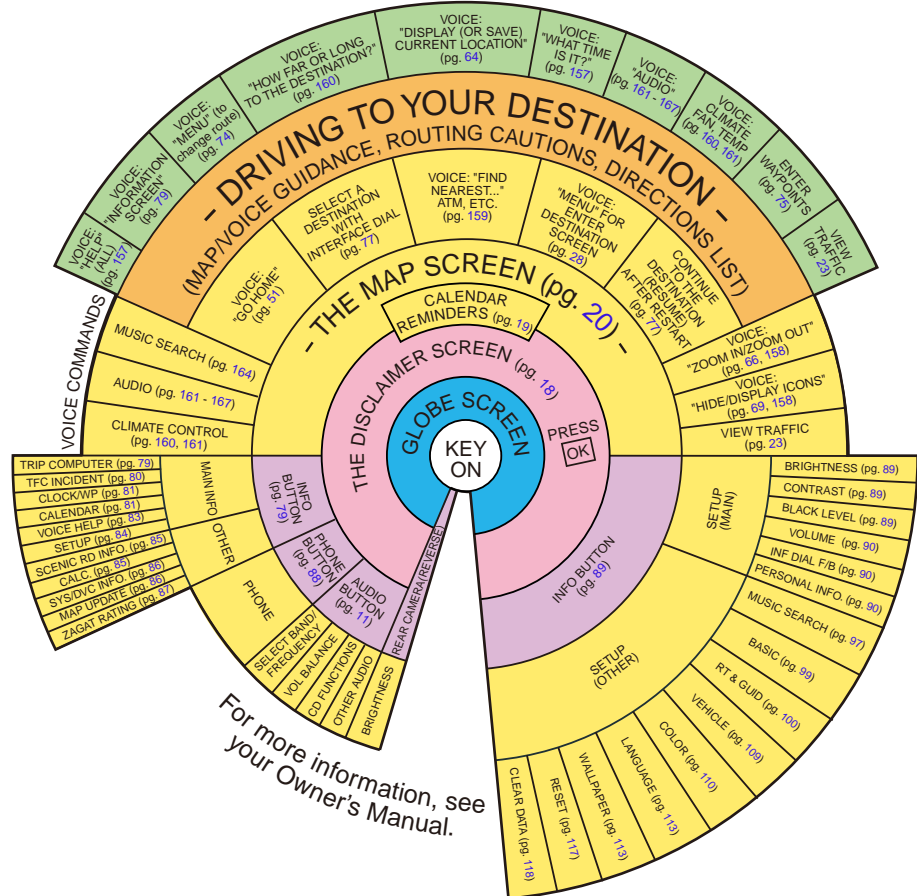 VOICE:
"HELP"
(ALL)
(pg. 157)
VOICE:
"INFORMATION
SCREEN"
(pg. 79)
VOICE:
"MENU" (to
change route)
(pg. 74)
VOICE:
"HOW FAR OR LONG
TO THE DESTINATION?"
(pg. 160)
VOICE:
"DISPLAY (OR SAVE)
CURRENT LOCATION"
(pg. 64)
VOICE:
"WHAT TIME
IS IT?"
(pg. 157)
VOICE:
"AUDIO"
(pg. 161 - 167)
VOICE:
CLIMATE
FAN, TEMP
(pg. 160, 161)
ENTER
WAYPOINTS
(pg. 75)
VIEW
TRAFFIC
(pg. 23)
- DRIVING TO YOUR DESTINATION -
(MAP/VOICE GUIDANCE, ROUTING CAUTIONS, DIRECTIONS LIST)
VOICE:
"GO HOME"
(pg. 51)
SELECT A
DESTINATION
WITH
INTERFACE DIAL
(pg. 77)
VOICE: "FIND
NEAREST..."
ATM, ETC.
(pg. 159)
VOICE:
"MENU" FOR
ENTER
DESTINATION
SCREEN
(pg. 28)
CONTINUE
TO THE
DESTINATION
(RESUME)
AFTER RESTART
(pg. 77)
- THE MAP SCREEN (pg. 20) -
CALENDAR
REMINDERS (pg. 19)
VOICE COMMANDS
MUSIC SEARCH (pg. 164)
AUDIO (pg. 161 - 167)
CLIMATE CONTROL
(pg. 160, 161)
VOICE:
"ZOOM IN/ZOOM OUT"
(pg. 66, 158)
VOICE:
"HIDE/DISPLAY ICONS"
(pg. 69, 158)
VIEW TRAFFIC
(pg. 23)
THE DISCLAIMER SCREEN (pg. 18)
PRESS
OK
GLOBE SCREEN
KEY
ON
TRIP COMPUTER (pg. 79)
TFC INCIDENT (pg. 80)
CLOCK/WP (pg. 81)
CALENDAR (pg. 81)
VOICE HELP (pg. 83)
SETUP (pg. 84)
SCENIC RD INFO. (pg. 85)
CALC. (pg. 85)
SYS/DVC INFO. (pg. 86)
MAP UPDATE (pg. 86)
ZAGAT RATING (pg. 87)
MAIN INFO
OTHER
PHONE
INFO
BUTTON
(pg. 79)
PHONE
BUTTON
(pg. 88)
AUDIO
BUTTON
(pg. 11)
REAR CAMERA (REVERSE)
SELECT BAND/
FREQUENCY
VOL BALANCE
CD FUNCTIONS
OTHER AUDIO
BRIGHTNESS
For more information, see
your Owner's Manual.
INFO BUTTON
(pg. 89)
SETUP
(MAIN)
SETUP
(OTHER)
BRIGHTNESS (pg. 89)
CONTRAST (pg. 89)
BLACK LEVEL (pg. 89)
VOLUME (pg. 90)
INF DIAL F/B (pg. 90)
PERSONAL INFO. (pg. 90)
MUSIC SEARCH (pg. 97)
BASIC (pg. 99)
RT & GUID (pg. 100)
VEHICLE (pg. 109)
COLOR (pg. 110)
LANGUAGE (pg. 113)
WALLPAPER (pg. 113)
RESET (pg. 117)
CLEAR DATA (pg. 118)